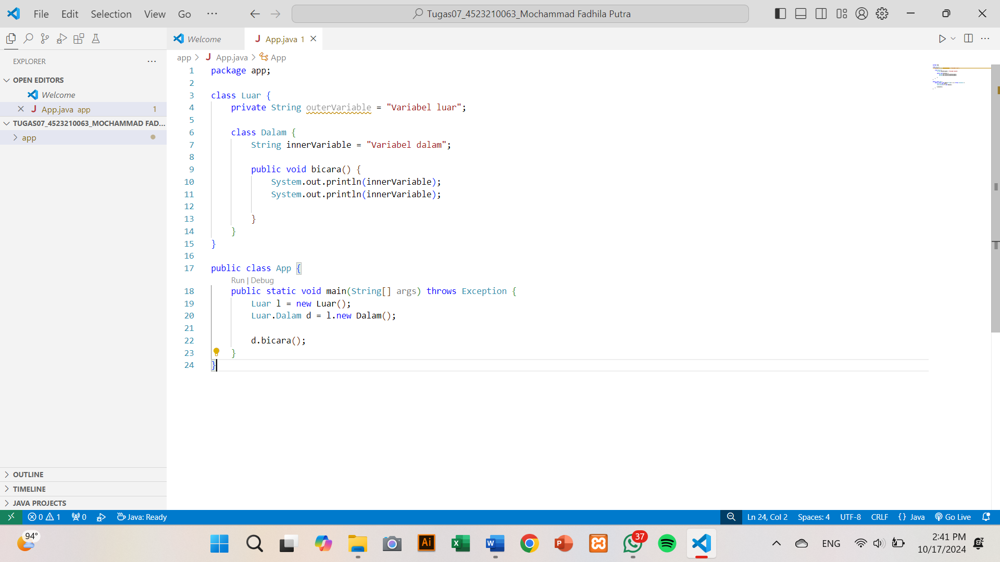 File Edit Selection View Go ···
Tugas07_4523210063_Mochammad Fadhila Putra
EXPLORER
OPEN EDITORS
Welcome
App.java app 1
TUGAS07_4523210063_MOCHAMMAD FAD...
app
Welcome
J App.java 1
app > J App.java > App
1 package app;
2
3 class Luar {
4 private String outerVariable = "Variabel luar";
5
6 class Dalam {
7 String innerVariable = "Variabel dalam";
8
9 public void bicara() {
10 System.out.println(innerVariable);
11 System.out.println(innerVariable);
12
13 }
14 }
15 }
16
17 public class App {
Run | Debug
18 public static void main(String[] args) throws Exception {
19 Luar l = new Luar();
20 Luar.Dalam d = l.new Dalam();
21
22 d.bicara();
23 }
24 }
OUTLINE
TIMELINE
JAVA PROJECTS
0 1 0 Java: Ready
Ln 24, Col 2 Spaces: 4 UTF-8 CRLF {} Java Go Live
94°
Ai
X
W
P
37
ENG
2:41 PM
10/17/2024